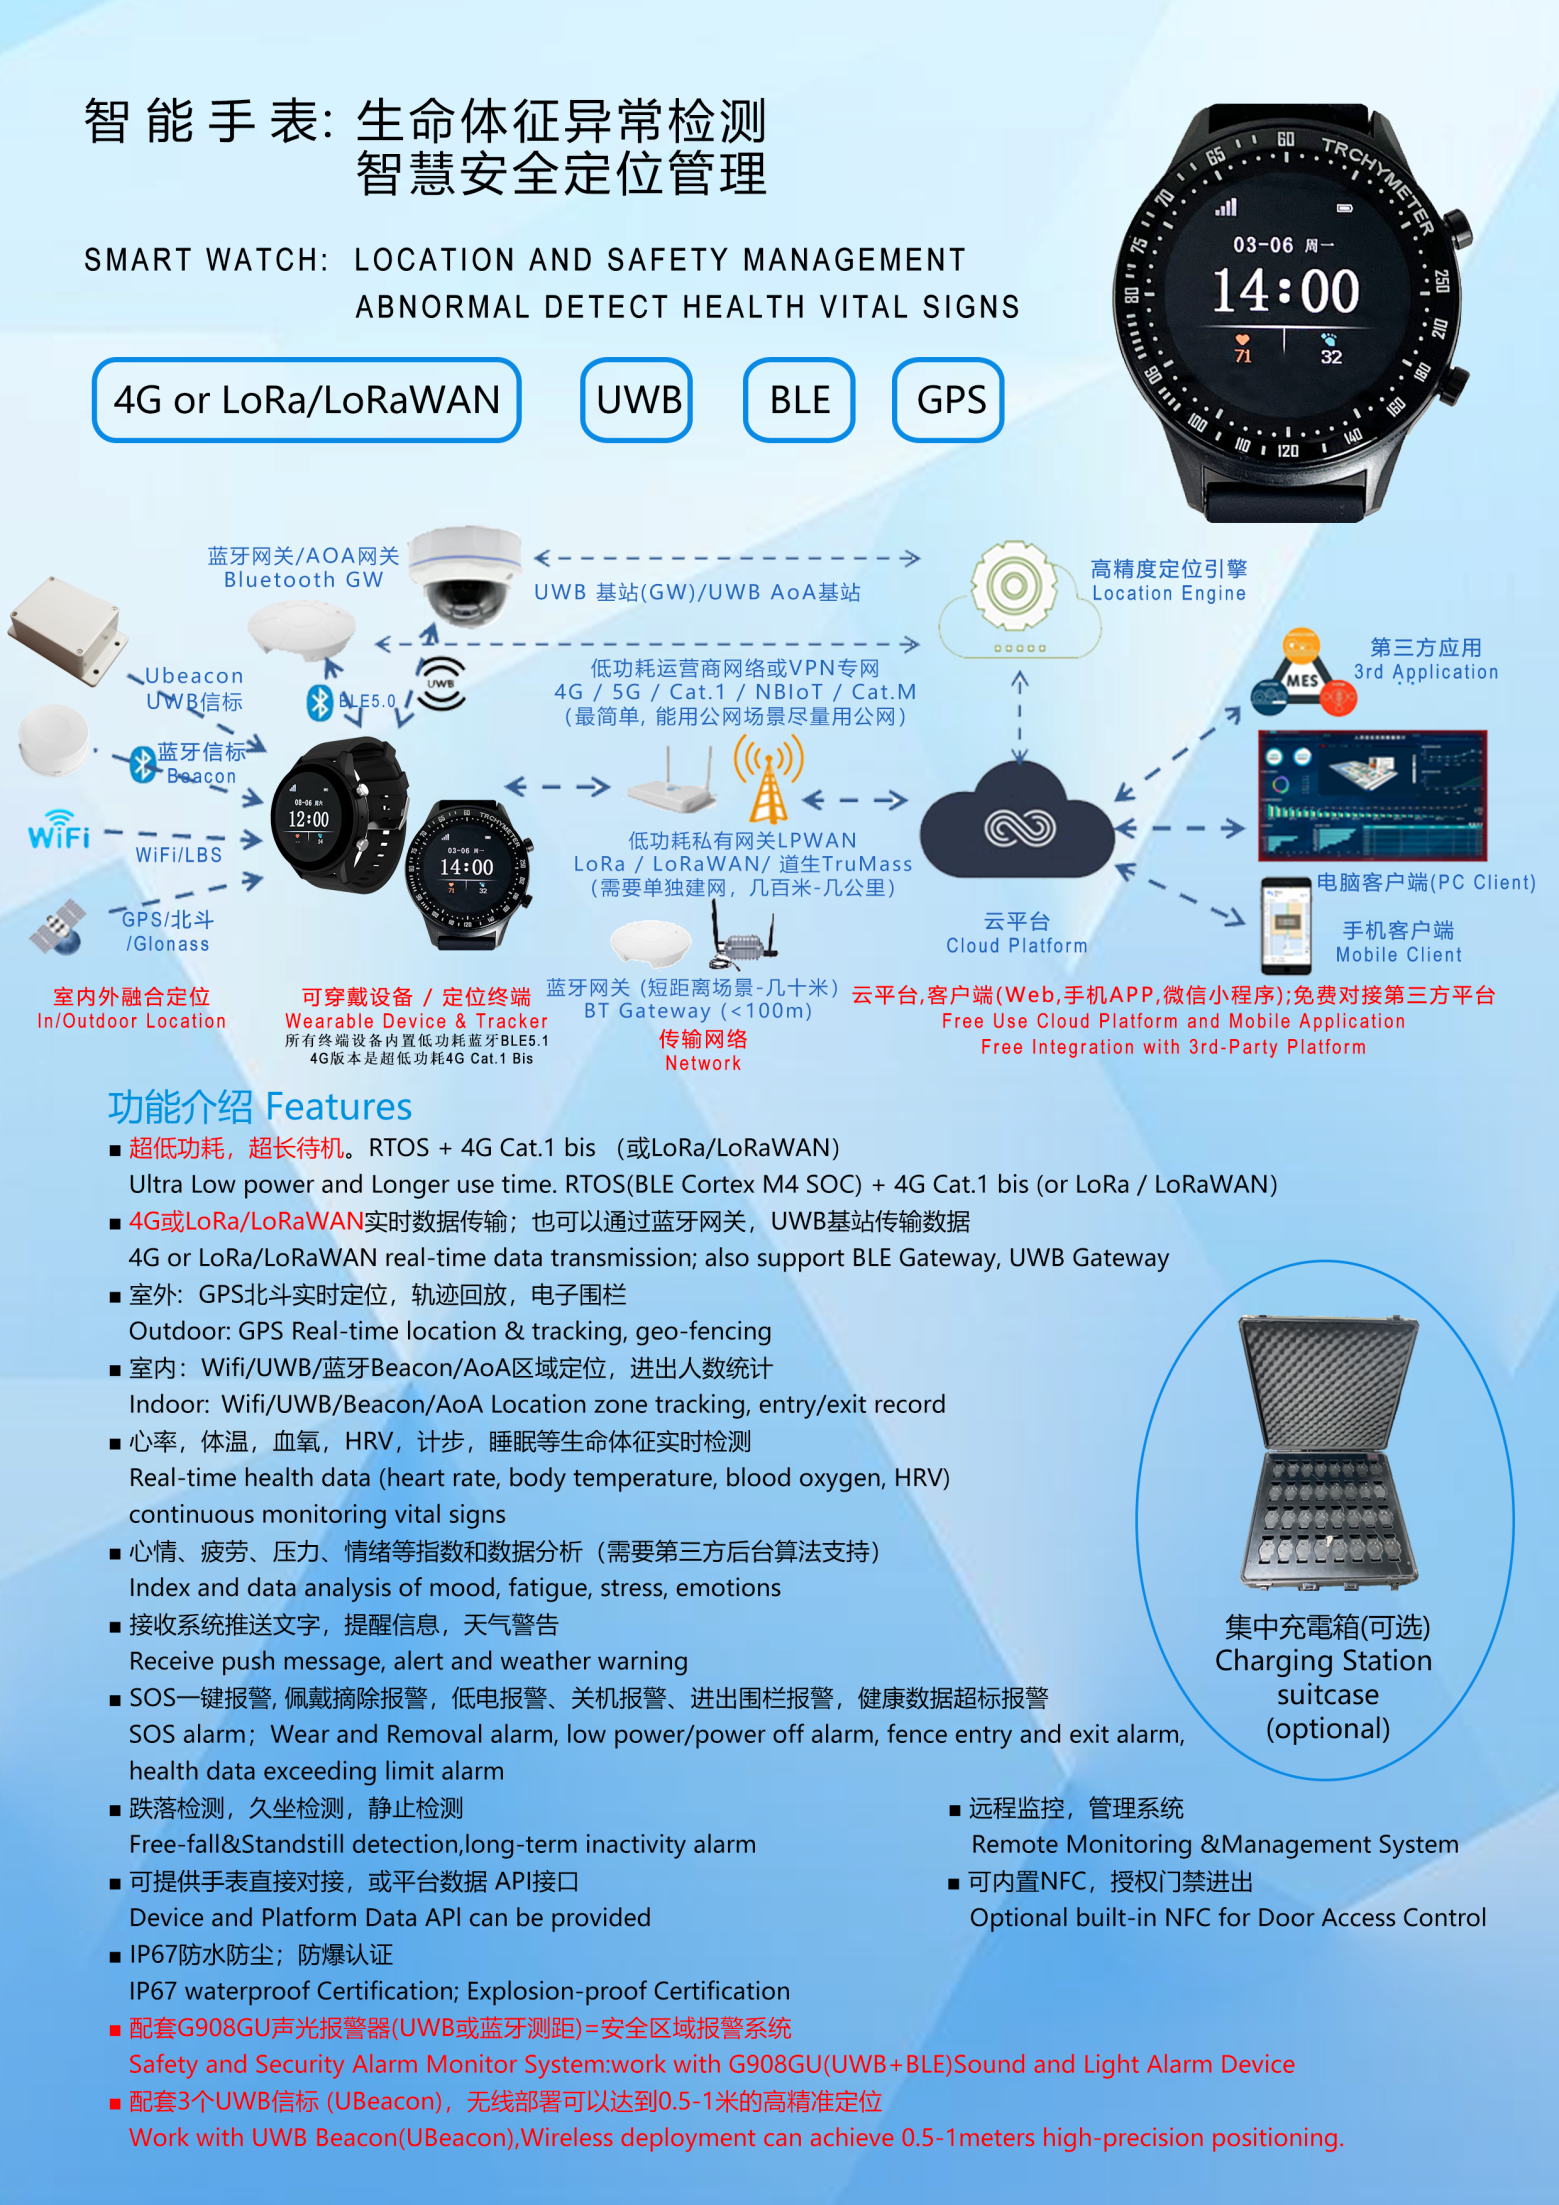 智能手表: 生命体征异常检测
智慧安全定位管理
SMART WATCH: LOCATION AND SAFETY MANAGEMENT
ABNORMAL DETECT HEALTH VITAL SIGNS
4G or LoRa/LoRaWAN UWB BLE GPS
60 TRCHYMETER
65
70
75
80
90
100
110
120
140
160
180
210
250
03-06 周一
14:00
71 32
蓝牙网关/AOA网关
Bluetooth GW
UWB 基站(GW)/UWB AoA基站
高精度定位引擎
Location Engine
Ubeacon
UWB信标
BLE5.0
UWB
低功耗运营商网络或VPN专网
4G / 5G / Cat.1 / NBIoT / Cat.M
(最简单, 能用公网场景尽量用公网)
MES
第三方应用
3rd Application
蓝牙信标
Beacon
WiFi
WiFi/LBS
GPS/北斗
/Glonass
08-06 周六
12:00
TRCHYMETER
03-06 周一
14:00
71 32
低功耗私有网关LPWAN
LoRa / LoRaWAN/ 道生TruMass
(需要单独建网，几百米-几公里)
云平台
Cloud Platform
电脑客户端(PC Client)
手机客户端
Mobile Client
室内外融合定位
In/Outdoor Location
可穿戴设备 / 定位终端
Wearable Device & Tracker
所有终端设备内置低功耗蓝牙BLE5.1
4G版本是超低功耗4G Cat.1 Bis
蓝牙网关 (短距离场景-几十米)
BT Gateway (<100m)
传输网络
Network
云平台,客户端(Web,手机APP,微信小程序);免费对接第三方平台
Free Use Cloud Platform and Mobile Application
Free Integration with 3rd-Party Platform
功能介绍 Features
■ 超低功耗，超长待机。RTOS + 4G Cat.1 bis （或LoRa/LoRaWAN）
Ultra Low power and Longer use time. RTOS(BLE Cortex M4 SOC) + 4G Cat.1 bis (or LoRa / LoRaWAN)
■ 4G或LoRa/LoRaWAN实时数据传输；也可以通过蓝牙网关，UWB基站传输数据
4G or LoRa/LoRaWAN real-time data transmission; also support BLE Gateway, UWB Gateway
■ 室外：GPS北斗实时定位，轨迹回放，电子围栏
Outdoor: GPS Real-time location & tracking, geo-fencing
■ 室内：Wifi/UWB/蓝牙Beacon/AoA区域定位，进出人数统计
Indoor: Wifi/UWB/Beacon/AoA Location zone tracking, entry/exit record
■ 心率，体温，血氧，HRV，计步，睡眠等生命体征实时检测
Real-time health data (heart rate, body temperature, blood oxygen, HRV)
continuous monitoring vital signs
■ 心情、疲劳、压力、情绪等指数和数据分析（需要第三方后台算法支持）
Index and data analysis of mood, fatigue, stress, emotions
■ 接收系统推送文字，提醒信息，天气警告
Receive push message, alert and weather warning
■ SOS一键报警, 佩戴摘除报警，低电报警、关机报警、进出围栏报警，健康数据超标报警
SOS alarm；Wear and Removal alarm, low power/power off alarm, fence entry and exit alarm,
health data exceeding limit alarm
集中充電箱(可选)
Charging Station
suitcase
(optional)
■ 跌落检测，久坐检测，静止检测
Free-fall&Standstill detection,long-term inactivity alarm
■ 远程监控，管理系统
Remote Monitoring &Management System
■ 可提供手表直接对接，或平台数据 API接口
Device and Platform Data API can be provided
■ 可内置NFC，授权门禁进出
Optional built-in NFC for Door Access Control
■ IP67防水防尘；防爆认证
IP67 waterproof Certification; Explosion-proof Certification
■ 配套G908GU声光报警器(UWB或蓝牙测距)=安全区域报警系统
Safety and Security Alarm Monitor System:work with G908GU(UWB+BLE)Sound and Light Alarm Device
■ 配套3个UWB信标 (UBeacon)，无线部署可以达到0.5-1米的高精准定位
Work with UWB Beacon(UBeacon),Wireless deployment can achieve 0.5-1meters high-precision positioning.